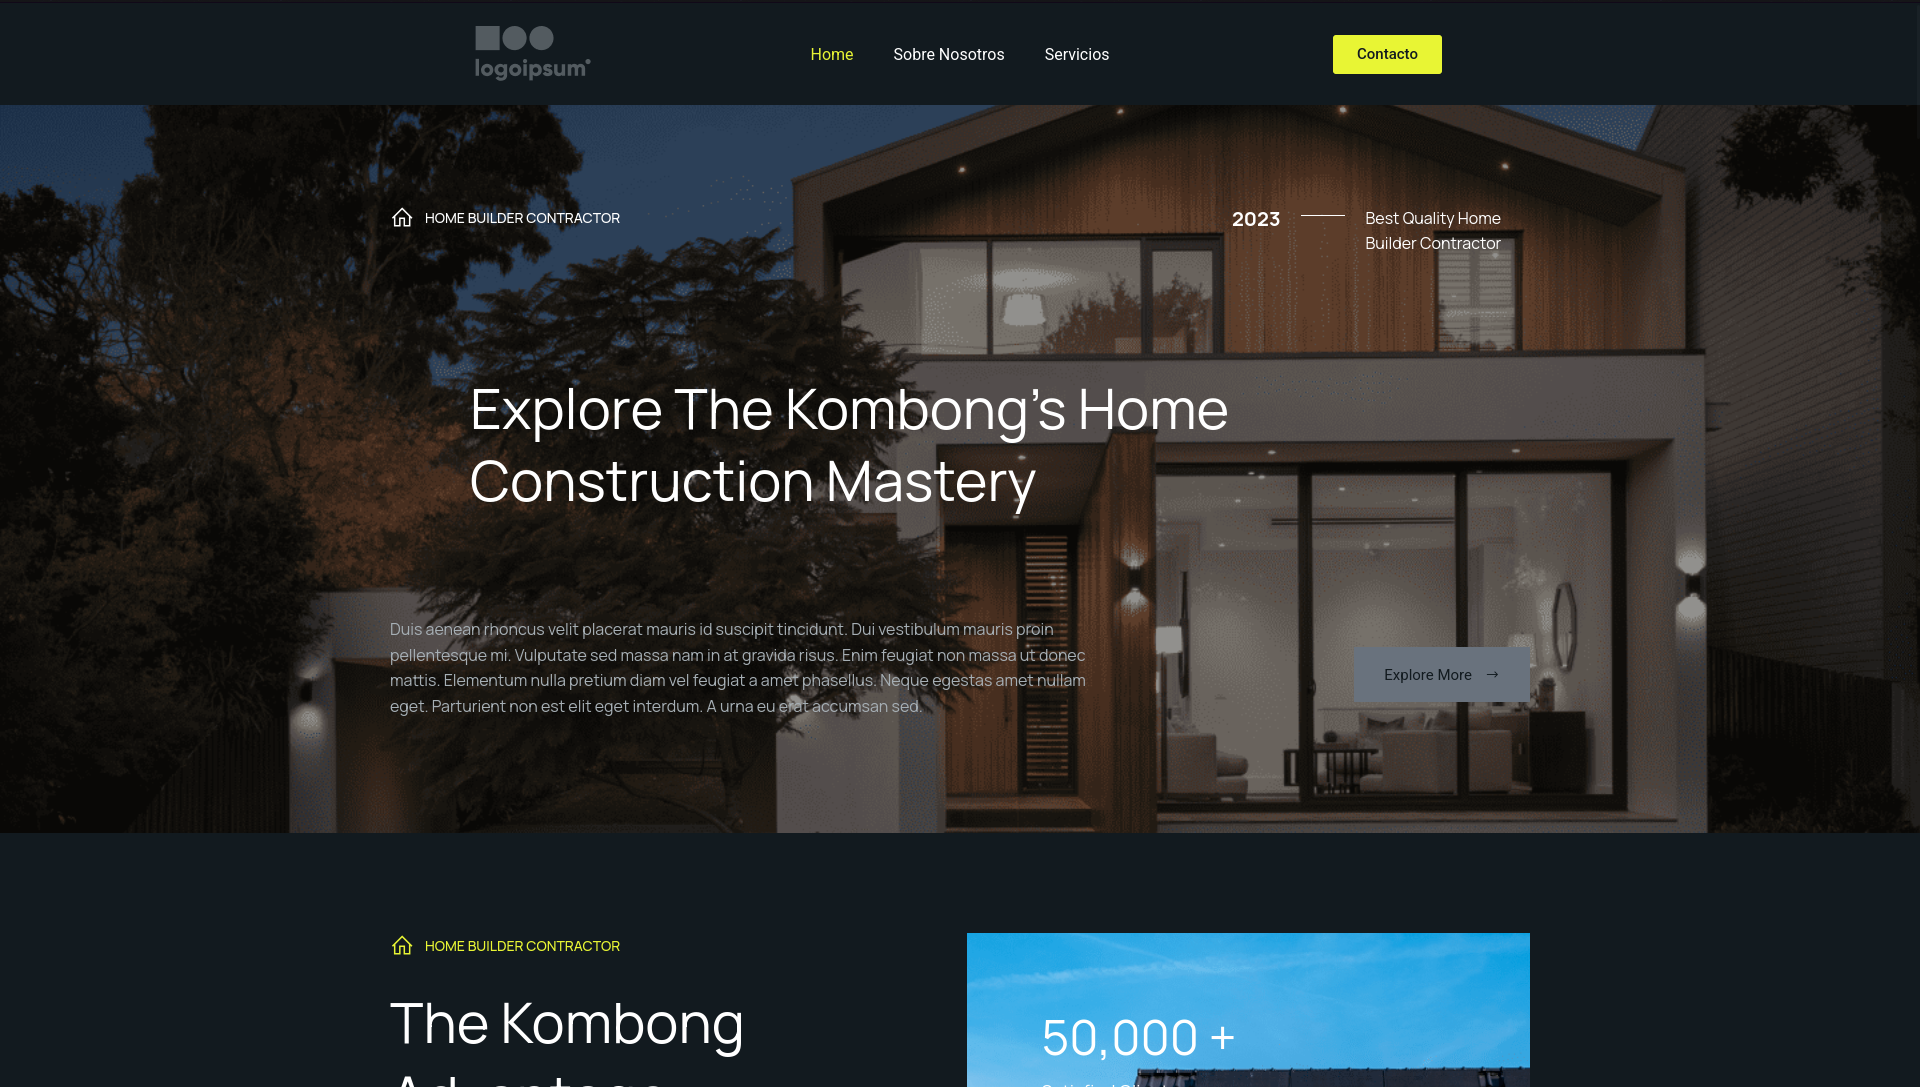 logoipsum
Home
Sobre Nosotros
Servicios
Contacto
HOME BUILDER CONTRACTOR
2023
Best Quality Home
Builder Contractor
Explore The Kombong's Home
Construction Mastery
Duis aenean rhoncus velit placerat mauris id suscipit tincidunt. Dui vestibulum mauris proin
pellentesque mi. Vulputate sed massa nam in at gravida risus. Enim feugiat non massa ut donec
mattis. Elementum nulla pretium diam vel feugiat a amet phasellus. Neque egestas amet nullam
eget. Parturient non est elit eget interdum. A urna eu erat accumsan sed.
Explore More →
HOME BUILDER CONTRACTOR
The Kombong
50,000 +